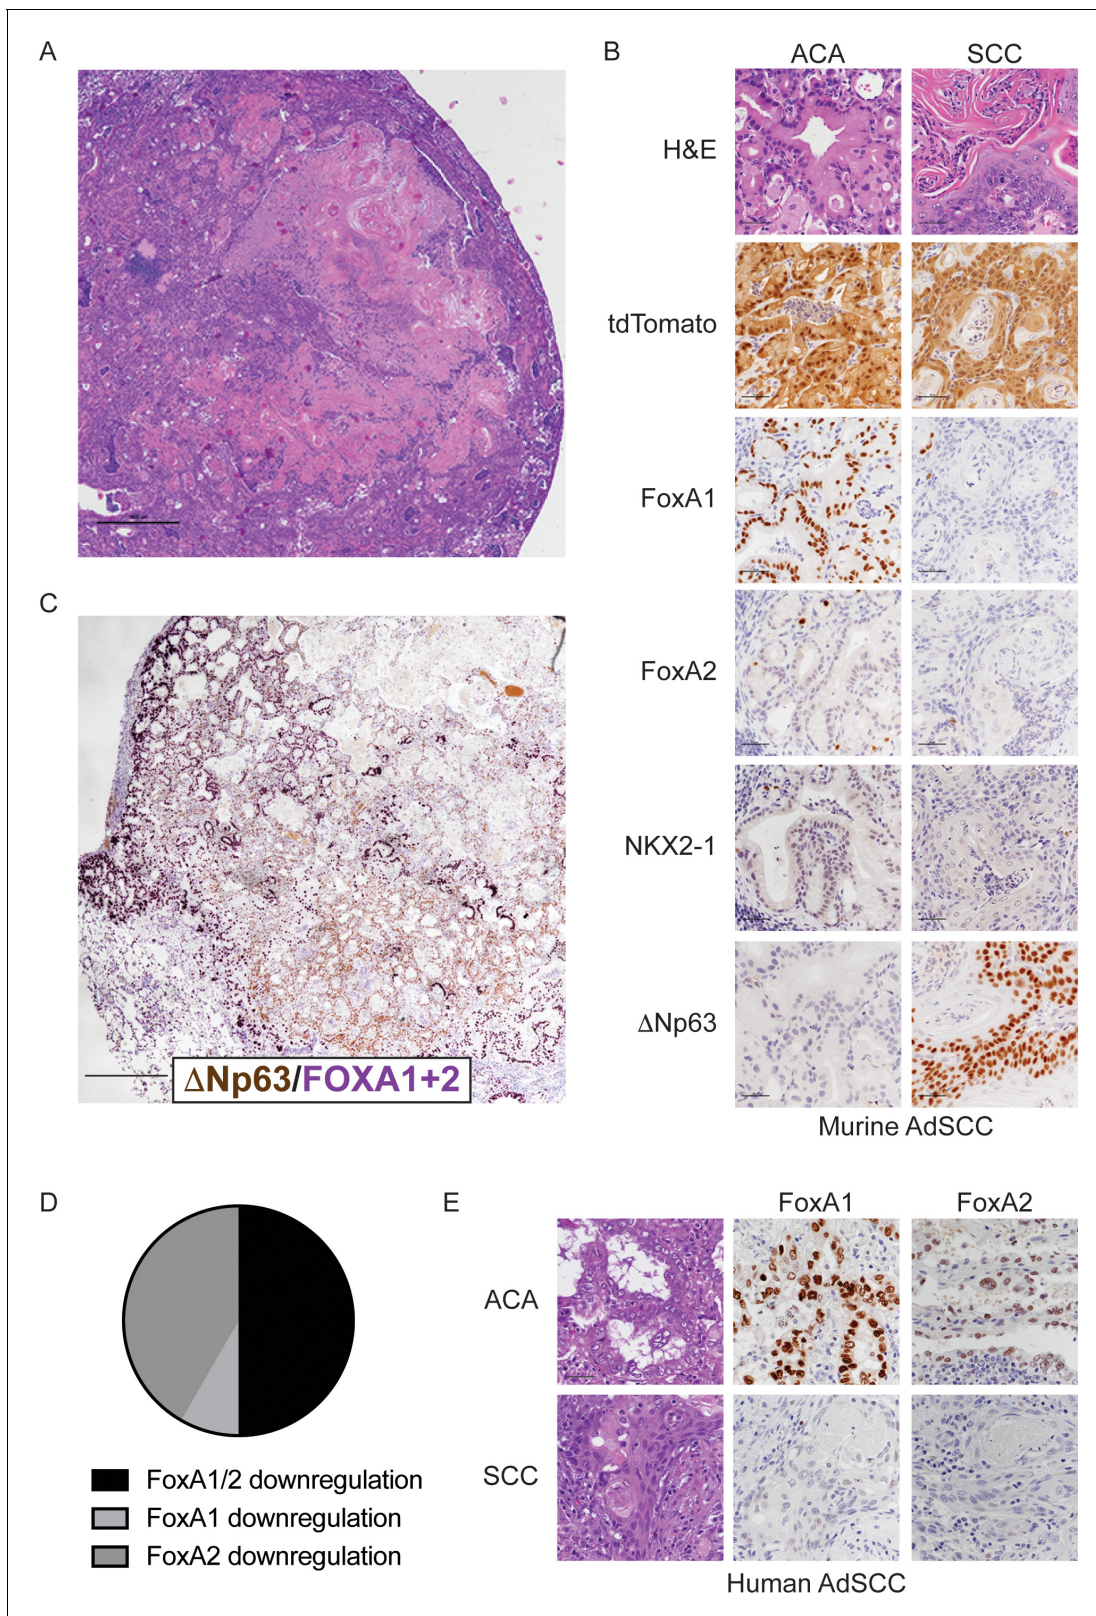 A
B
ACA
SCC
H&E
tdTomato
FoxA1
FoxA2
NKX2-1
ΔNp63
Murine AdSCC
C
ΔNp63/FOXA1+2
D
FoxA1/2 downregulation
FoxA1 downregulation
FoxA2 downregulation
E
FoxA1
FoxA2
ACA
SCC
Human AdSCC